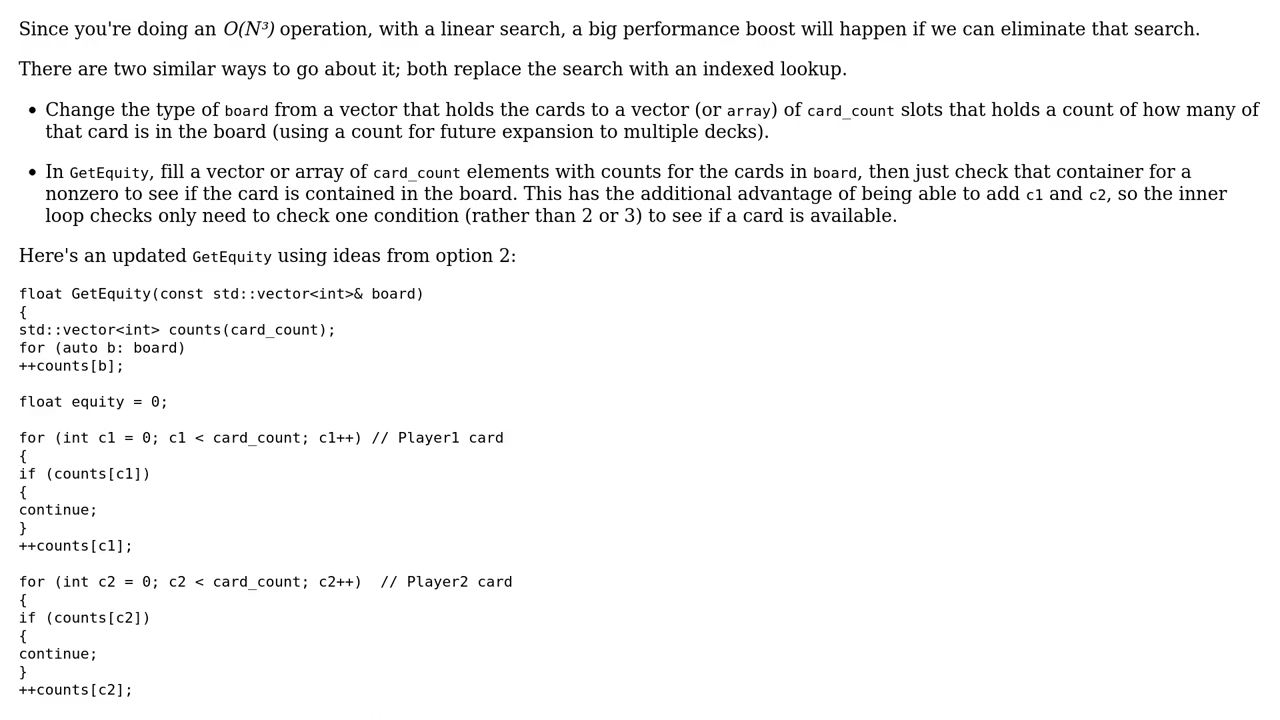 Since you're doing an O(N³) operation, with a linear search, a big performance boost will happen if we can eliminate that search.
There are two similar ways to go about it; both replace the search with an indexed lookup.
• Change the type of board from a vector that holds the cards to a vector (or array) of card_count slots that holds a count of how many of
that card is in the board (using a count for future expansion to multiple decks).
• In GetEquity, fill a vector or array of card_count elements with counts for the cards in board, then just check that container for a
nonzero to see if the card is contained in the board. This has the additional advantage of being able to add c1 and c2, so the inner
loop checks only need to check one condition (rather than 2 or 3) to see if a card is available.
Here's an updated GetEquity using ideas from option 2:
float GetEquity(const std::vector<int>& board)
{
std::vector<int> counts(card_count);
for (auto b: board)
++counts[b];
float equity = 0;
for (int c1 = 0; c1 < card_count; c1++) // Player1 card
{
if (counts[c1])
{
continue;
}
++counts[c1];
for (int c2 = 0; c2 < card_count; c2++)  // Player2 card
{
if (counts[c2])
{
continue;
}
++counts[c2];